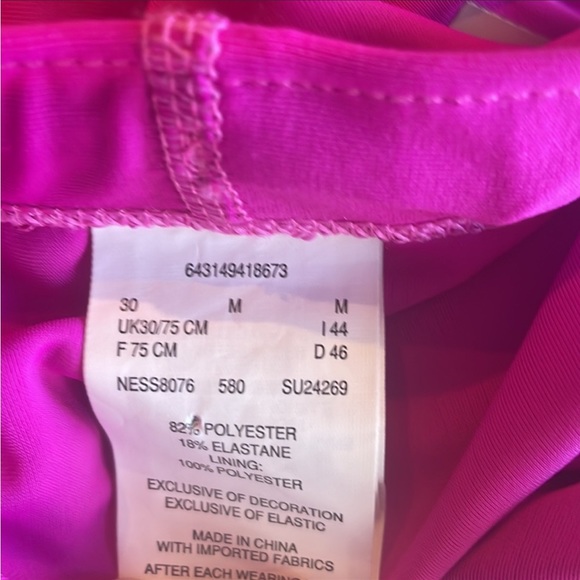 643149418673
30 M M
UK30/75 CM I 44
F 75 CM D 46
NESS8076 580 SU24269
82% POLYESTER
18% ELASTANE
LINING:
100% POLYESTER
EXCLUSIVE OF DECORATION
EXCLUSIVE OF ELASTIC
MADE IN CHINA
WITH IMPORTED FABRICS
AFTER EACH WEARING